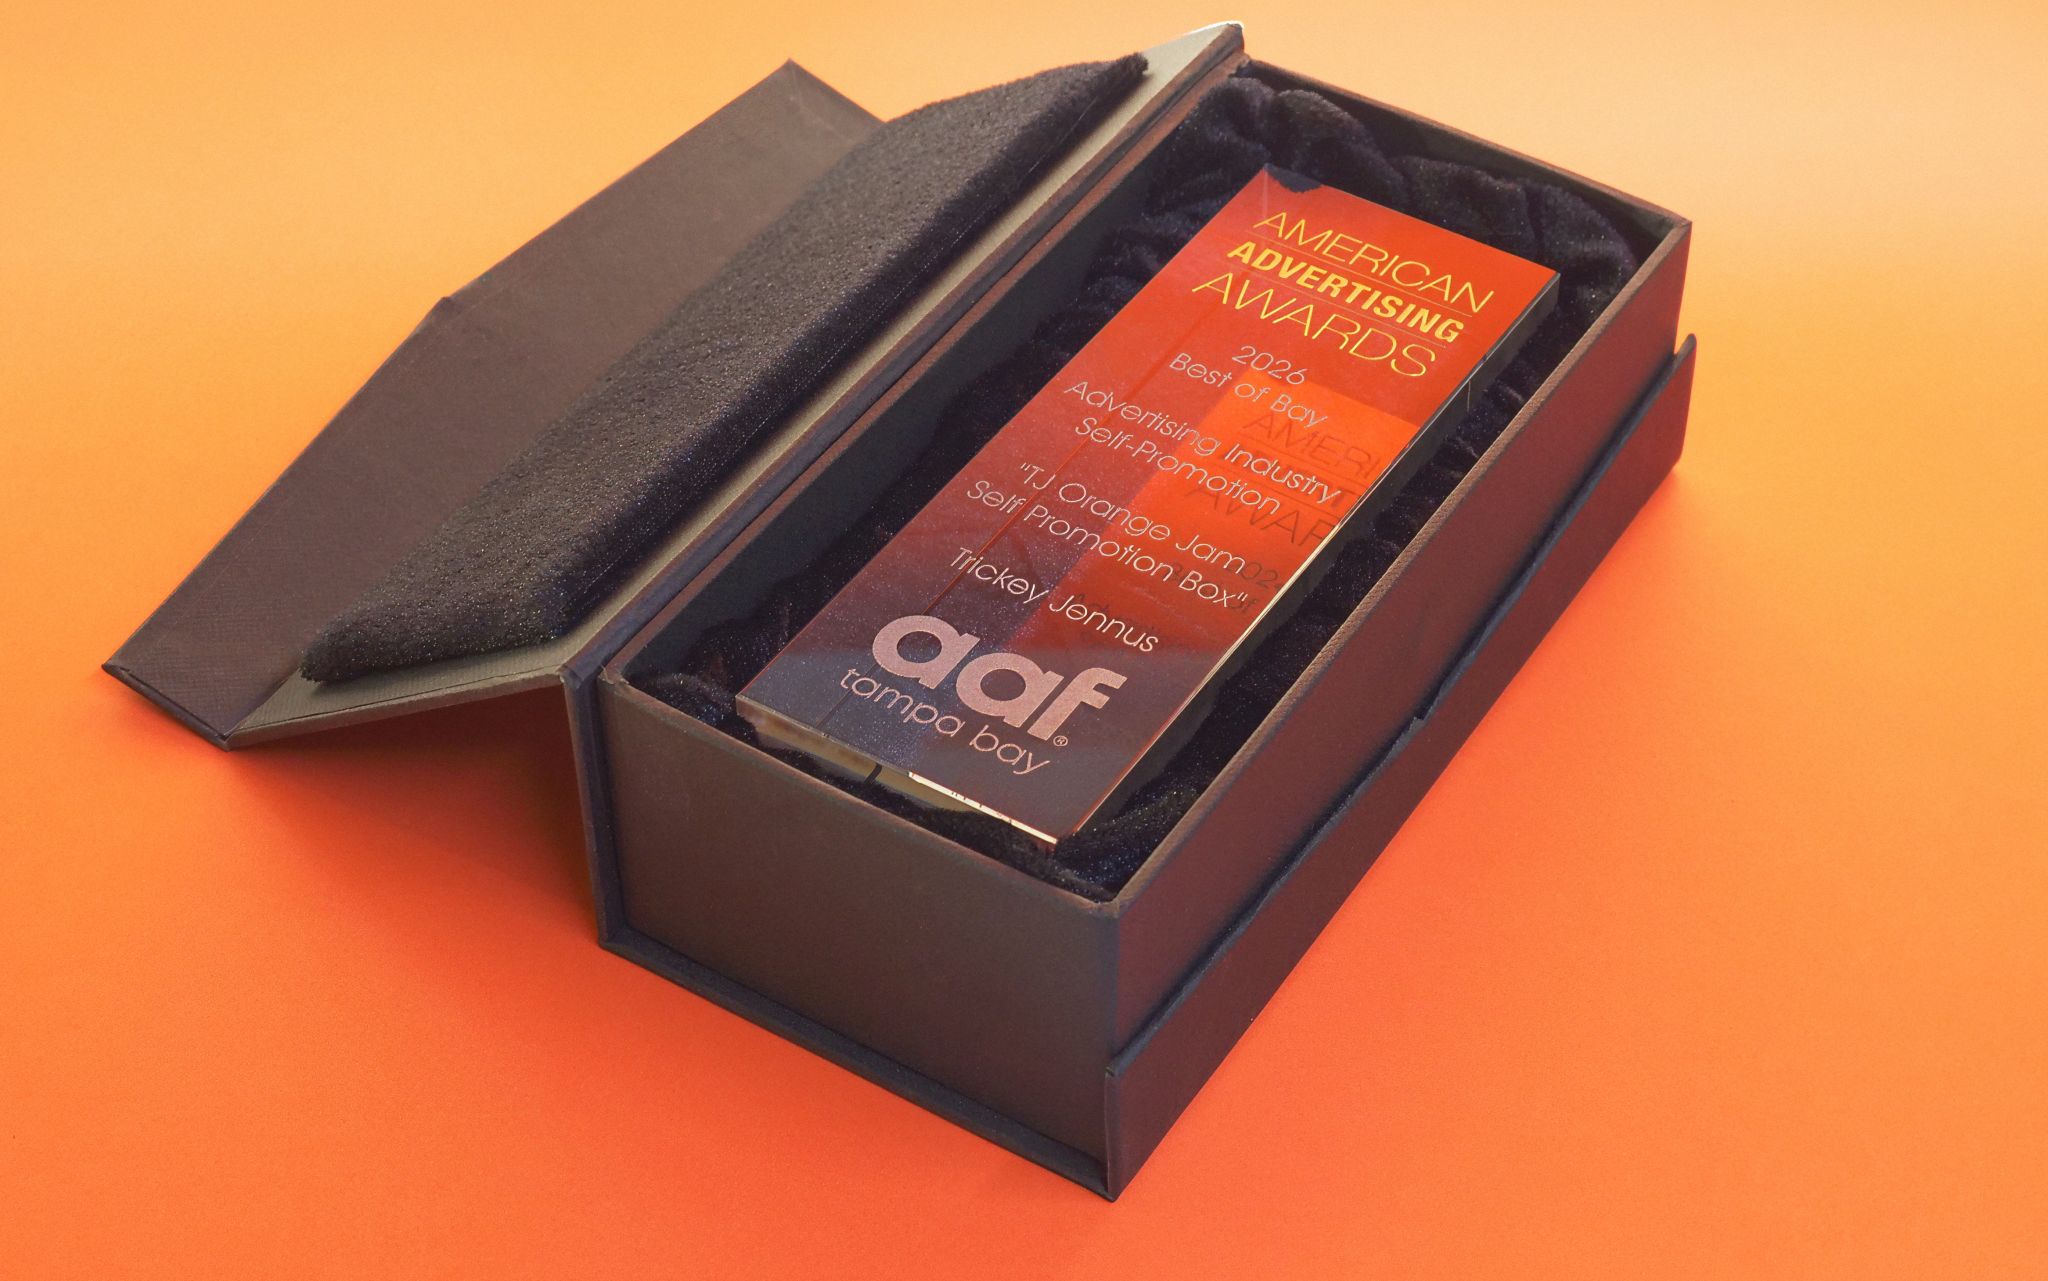 AMERICAN
ADVERTISING
AWARDS
2026
Best of Bay
Advertising Industry
Self-Promotion
"TJ Orange Jam
Self Promotion Box"
Trickey Jennus
aaf®
tampa bay